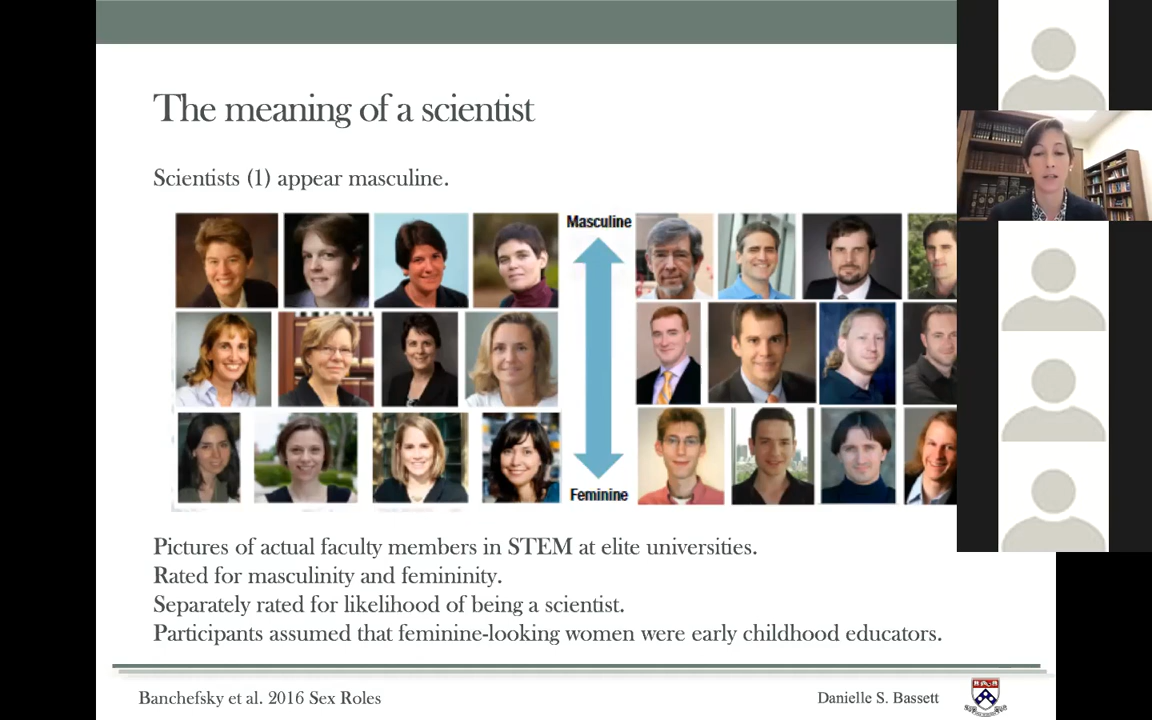 The meaning of a scientist
Scientists (1) appear masculine.
Masculine
Feminine
Pictures of actual faculty members in STEM at elite universities.
Rated for masculinity and femininity.
Separately rated for likelihood of being a scientist.
Participants assumed that feminine-looking women were early childhood educators.
Banchefsky et al. 2016 Sex Roles
Danielle S. Bassett